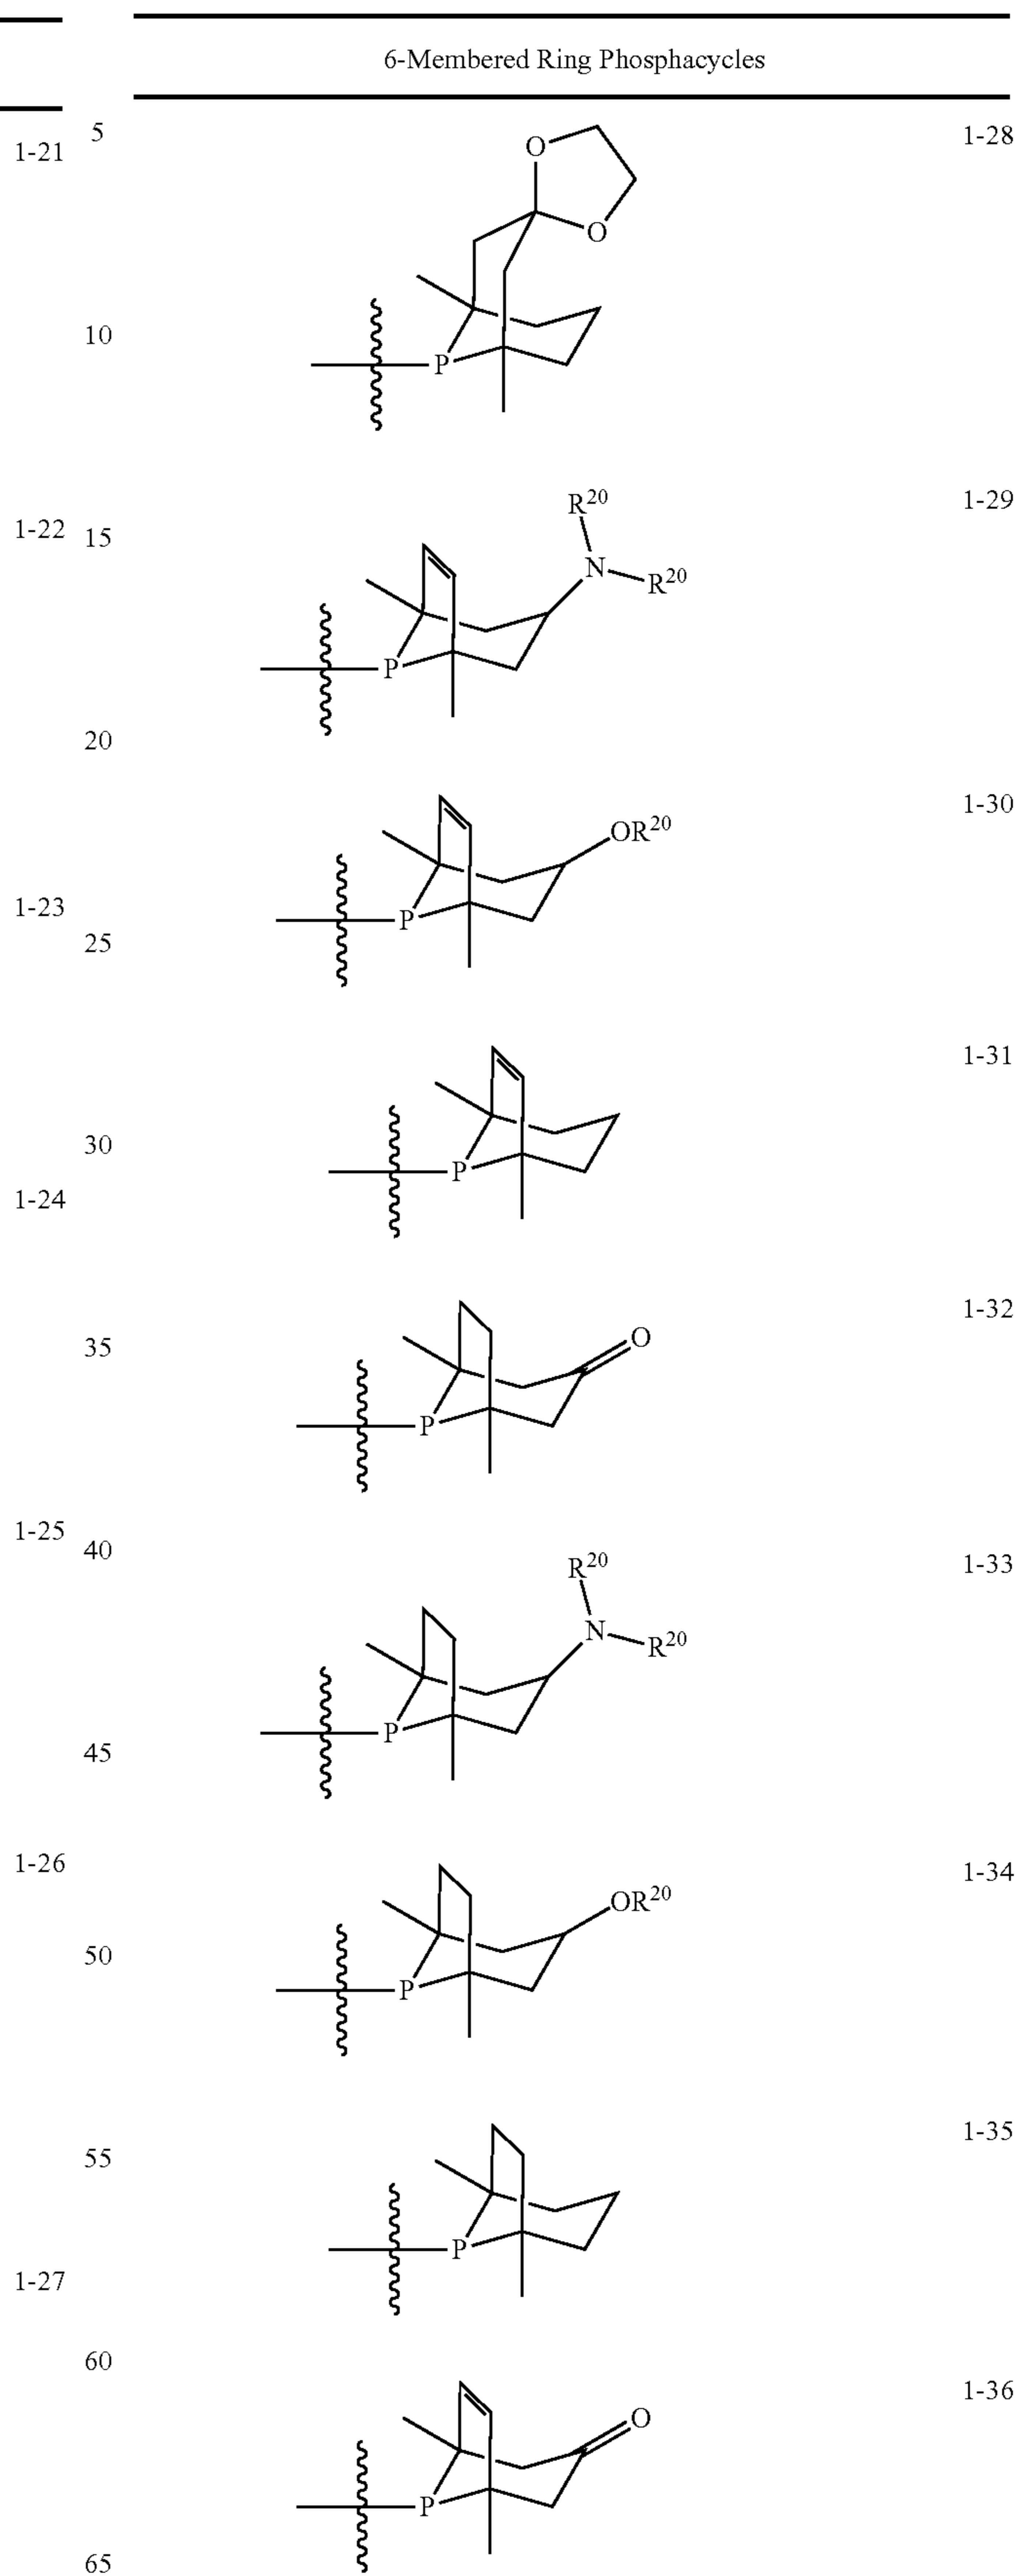 6-Membered Ring Phosphacycles
5
1-28
1-21
O
O
10
P
R²⁰
1-29
1-22
15
N
R²⁰
P
20
1-30
OR²⁰
1-23
P
25
1-31
30
P
1-24
1-32
35
O
P
1-25
40
1-33
R²⁰
N
R²⁰
P
45
1-26
1-34
OR²⁰
50
P
1-35
55
P
1-27
60
1-36
O
P
65